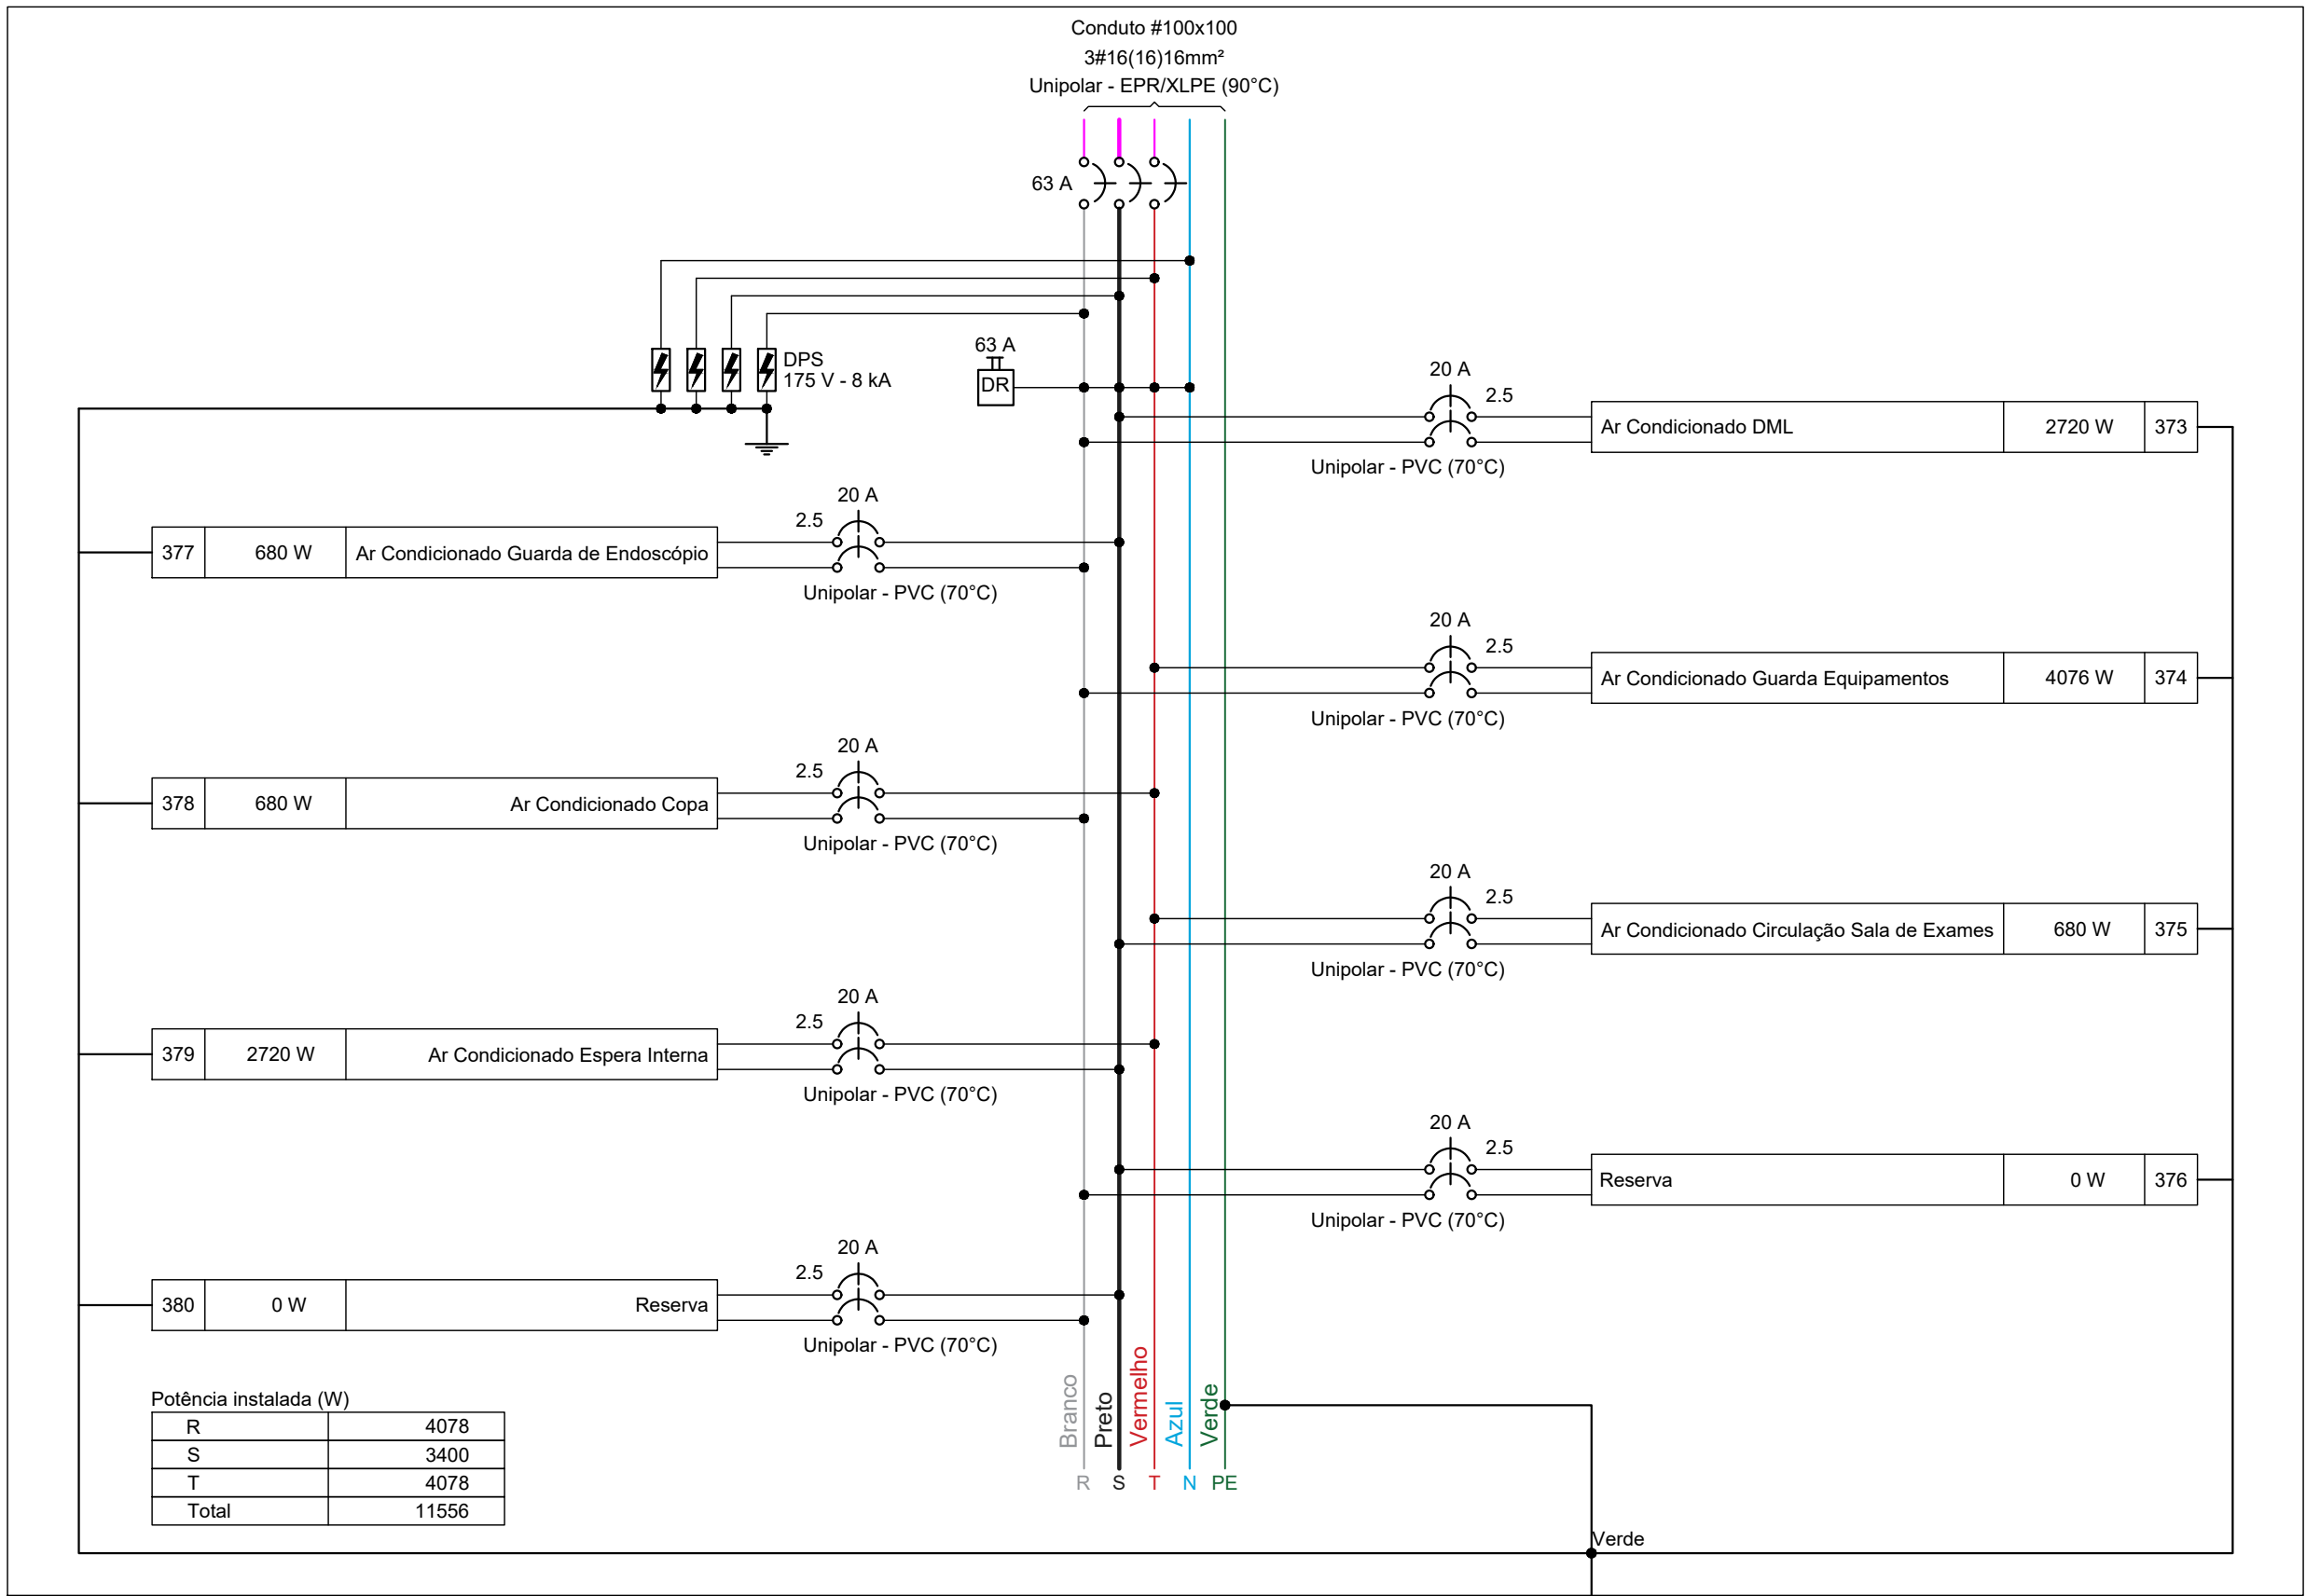 Conduto #100x100
3#16(16)16mm²
Unipolar - EPR/XLPE (90°C)
63 A
DPS
175 V - 8 kA
63 A
DR
20 A
2.5
Ar Condicionado DML 2720 W 373
Unipolar - PVC (70°C)
20 A
2.5
377 680 W Ar Condicionado Guarda de Endoscópio
Unipolar - PVC (70°C)
20 A
2.5
Ar Condicionado Guarda Equipamentos 4076 W 374
Unipolar - PVC (70°C)
20 A
2.5
378 680 W Ar Condicionado Copa
Unipolar - PVC (70°C)
20 A
2.5
Ar Condicionado Circulação Sala de Exames 680 W 375
Unipolar - PVC (70°C)
20 A
2.5
379 2720 W Ar Condicionado Espera Interna
Unipolar - PVC (70°C)
20 A
2.5
Reserva 0 W 376
Unipolar - PVC (70°C)
20 A
2.5
380 0 W Reserva
Unipolar - PVC (70°C)
Potência instalada (W)
R 4078
S 3400
T 4078
Total 11556
Branco
Preto
Vermelho
Azul
Verde
R S T N PE
Verde